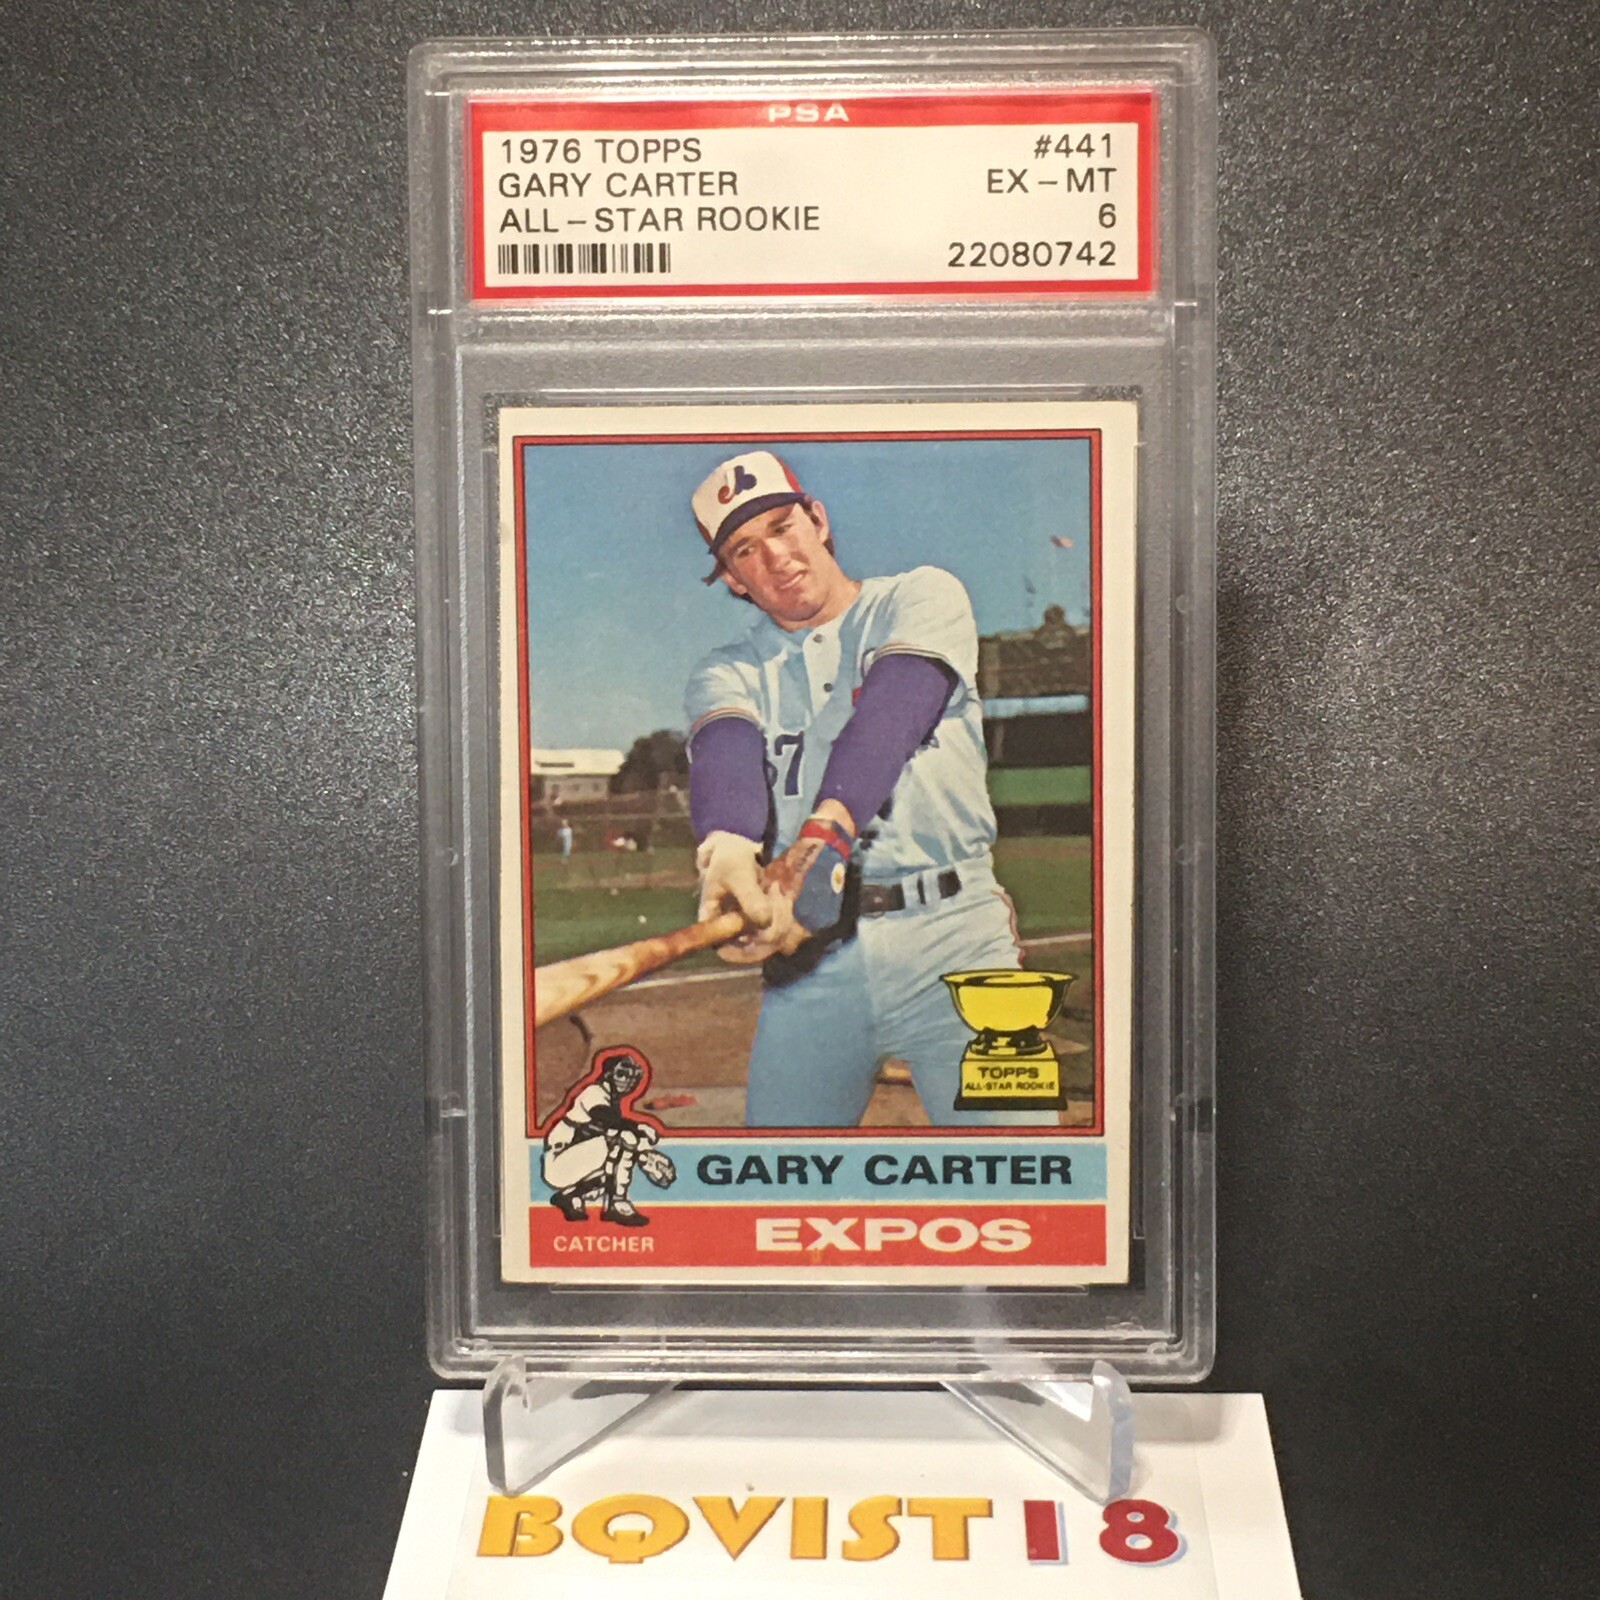 PSA
1976 TOPPS #441
GARY CARTER EX-MT
ALL-STAR ROOKIE 6
22080742
57
TOPPS
ALL-STAR ROOKIE
GARY CARTER
CATCHER EXPOS
BQVIST18